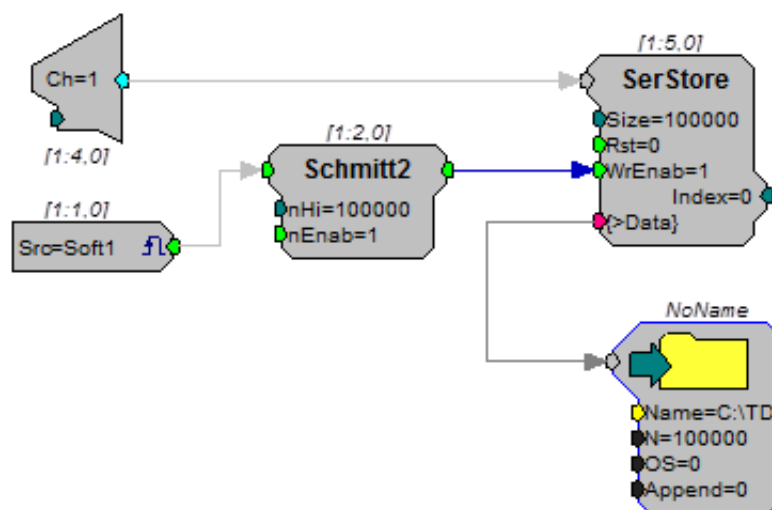 [1:5,0]
Ch=1
SerStore
[1:4,0]
Size=100000
Rst=0
WrEnab=1
Index=0
{>Data}
[1:2,0]
Schmitt2
nHi=100000
nEnab=1
[1:1,0]
Src=Soft1
NoName
Name=C:\TD
N=100000
OS=0
Append=0